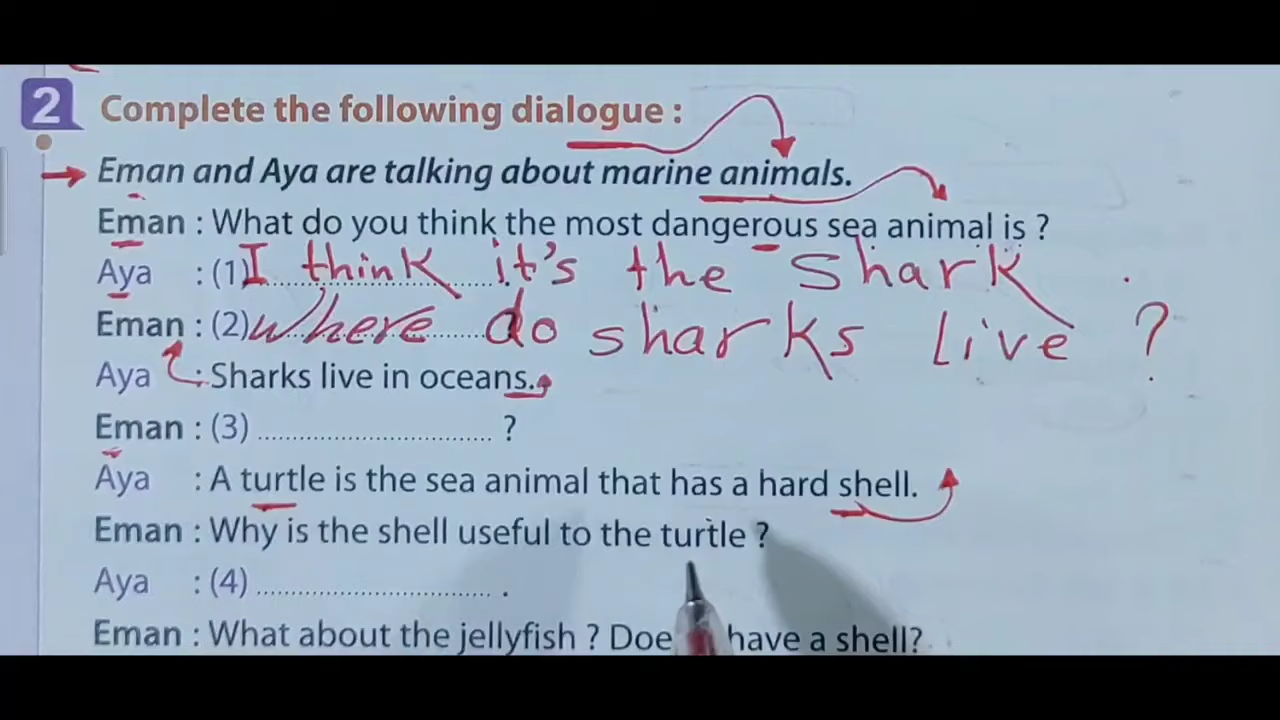 2 Complete the following dialogue :
Eman and Aya are talking about marine animals.
Eman : What do you think the most dangerous sea animal is ?
Aya : (1) I think it's the shark .
Eman : (2) where do sharks live ?
Aya : Sharks live in oceans.
Eman : (3) .................................. ?
Aya : A turtle is the sea animal that has a hard shell.
Eman : Why is the shell useful to the turtle ?
Aya : (4) .................................. .
Eman : What about the jellyfish ? have a shell?